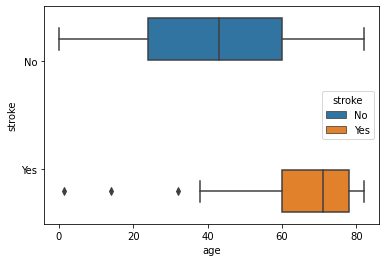 No
Yes
stroke
stroke
No
Yes
0
20
40
60
80
age